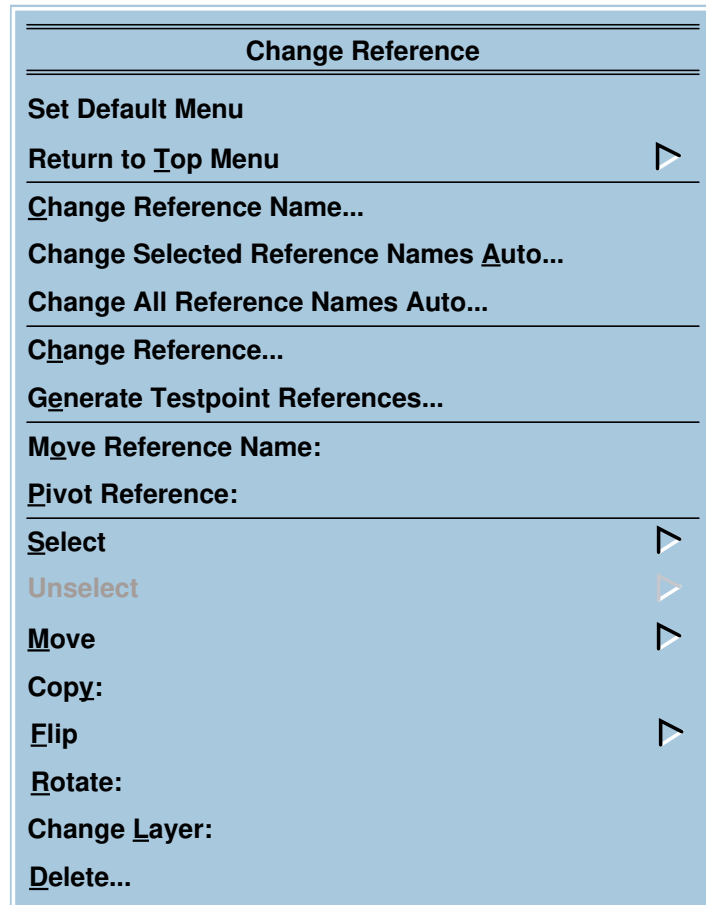 Change Reference
Set Default Menu
Return to Top Menu
Change Reference Name...
Change Selected Reference Names Auto...
Change All Reference Names Auto...
Change Reference...
Generate Testpoint References...
Move Reference Name:
Pivot Reference:
Select
Unselect
Move
Copy:
Flip
Rotate:
Change Layer:
Delete...